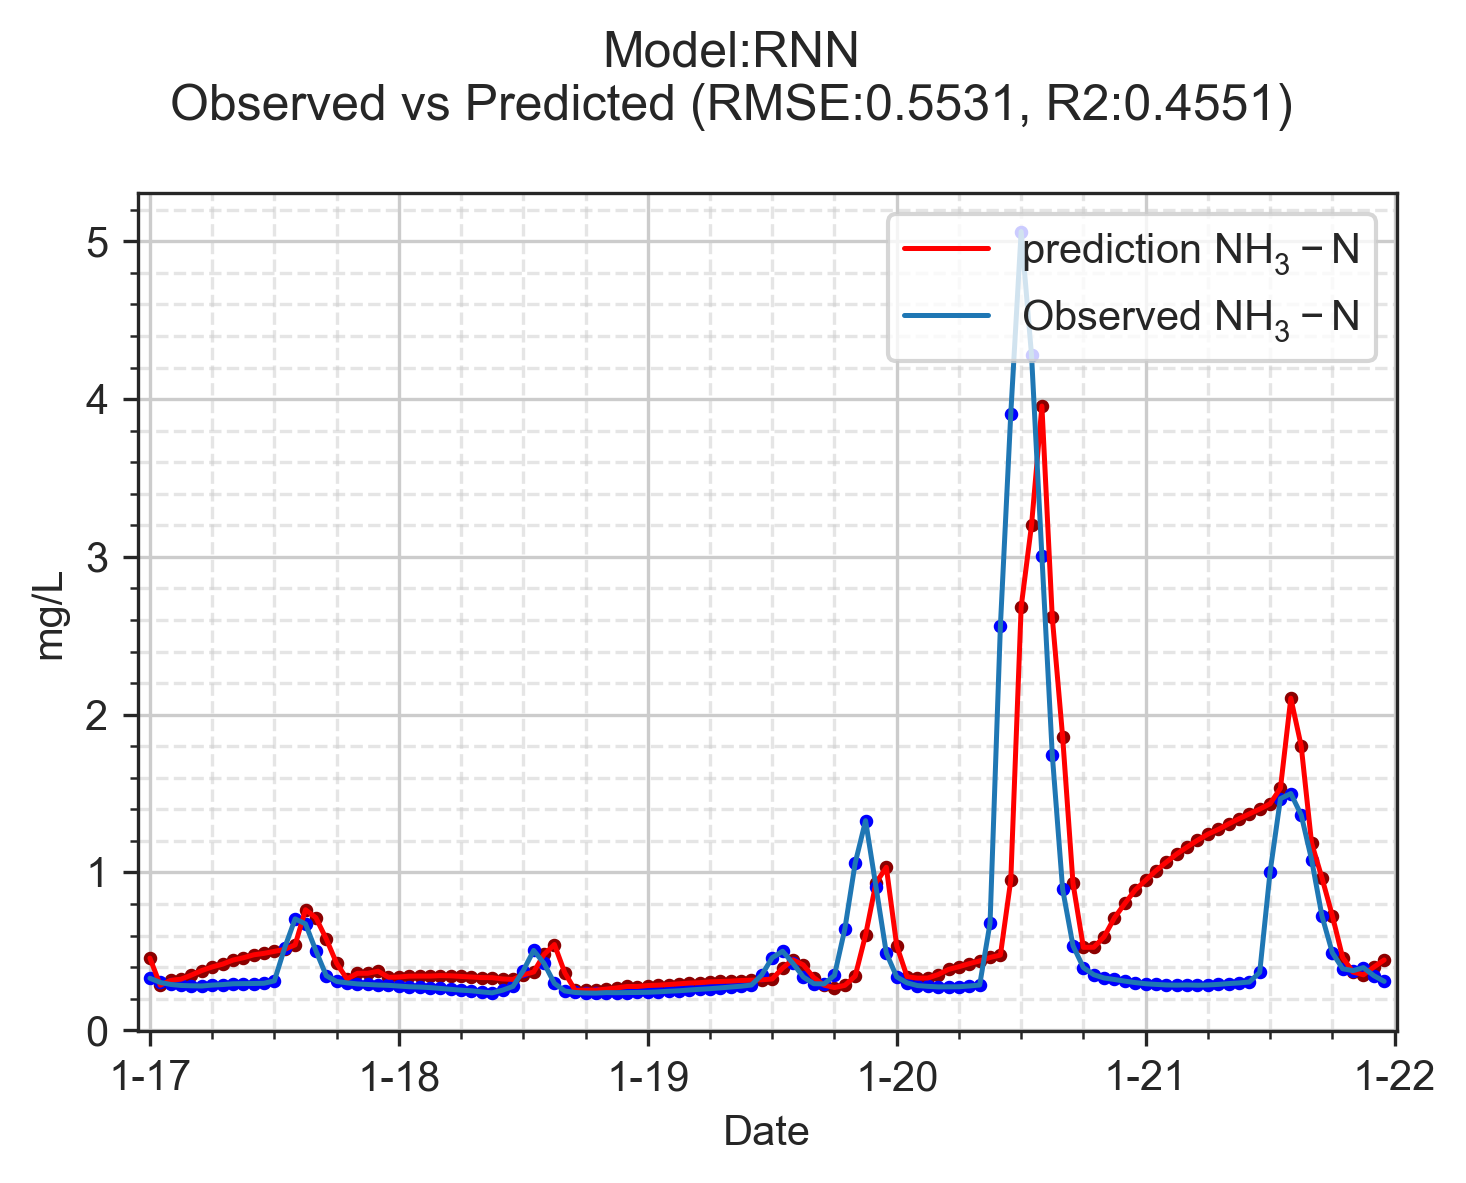 Model:RNN
Observed vs Predicted (RMSE:0.5531, R2:0.4551)
prediction NH₃ − N
Observed NH₃ − N
5
4
3
2
1
0
mg/L
1-17 1-18 1-19 1-20 1-21 1-22
Date